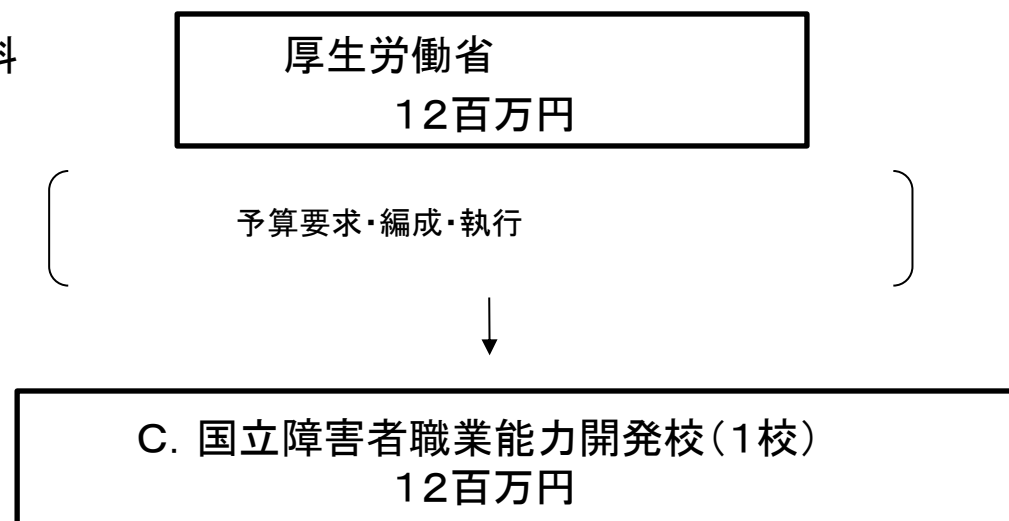 料
厚生労働省
12百万円
予算要求・編成・執行
C. 国立障害者職業能力開発校(1校)
12百万円